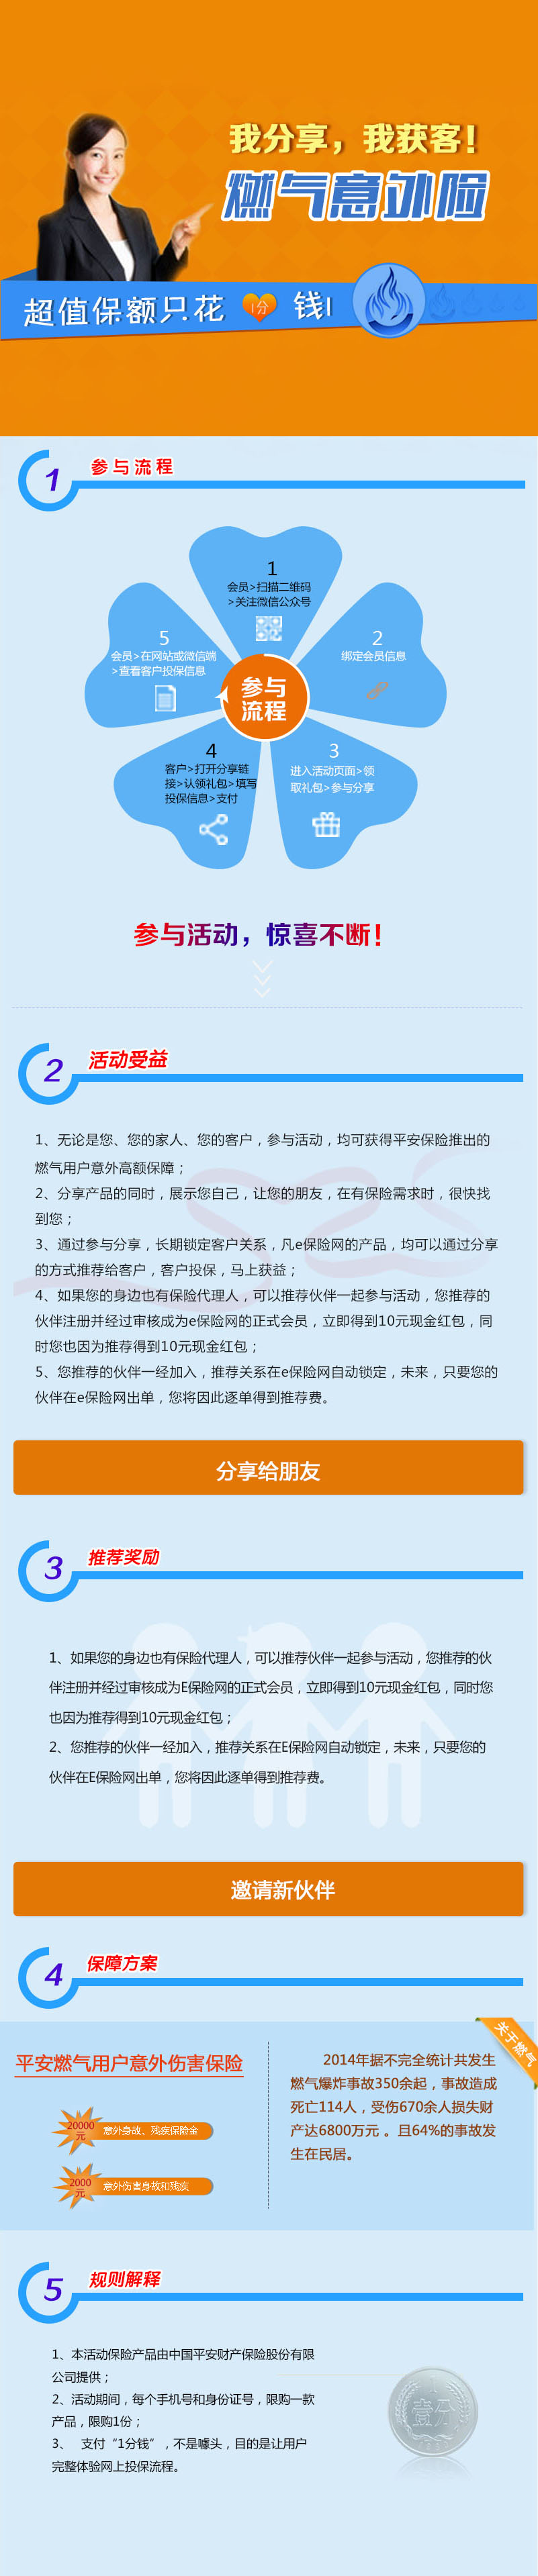 我分享，我获客！
燃气意外险
超值保额只花 1分 钱!
1 参与流程
1
会员>扫描二维码
>关注微信公众号
2
绑定会员信息
3
进入活动页面>领
取礼包>参与分享
4
客户>打开分享链
接>认领礼包>填写
投保信息>支付
5
会员>在网站或微信端
>查看客户投保信息
参与
流程
参与活动，惊喜不断！
2 活动受益
1、无论是您、您的家人、您的客户，参与活动，均可获得平安保险推出的
燃气用户意外高额保障；
2、分享产品的同时，展示您自己，让您的朋友，在有保险需求时，很快找
到您；
3、通过参与分享，长期锁定客户关系，凡e保险网的产品，均可以通过分享
的方式推荐给客户，客户投保，马上获益；
4、如果您的身边也有保险代理人，可以推荐伙伴一起参与活动，您推荐的
伙伴注册并经过审核成为e保险网的正式会员，立即得到10元现金红包，同
时您也因为推荐得到10元现金红包；
5、您推荐的伙伴一经加入，推荐关系在e保险网自动锁定，未来，只要您的
伙伴在e保险网出单，您将因此逐单得到推荐费。
分享给朋友
3 推荐奖励
1、如果您的身边也有保险代理人，可以推荐伙伴一起参与活动，您推荐的伙
伴注册并经过审核成为E保险网的正式会员，立即得到10元现金红包，同时您
也因为推荐得到10元现金红包；
2、您推荐的伙伴一经加入，推荐关系在E保险网自动锁定，未来，只要您的
伙伴在E保险网出单，您将因此逐单得到推荐费。
邀请新伙伴
4 保障方案
平安燃气用户意外伤害保险
20000
元
意外身故、残疾保险金
2000
元
意外伤害身故和残疾
关于燃气
2014年据不完全统计共发生
燃气爆炸事故350余起，事故造成
死亡114人，受伤670余人损失财
产达6800万元 。且64%的事故发
生在民居。
5 规则解释
1、本活动保险产品由中国平安财产保险股份有限
公司提供；
2、活动期间，每个手机号和身份证号，限购一款
产品，限购1份；
3、 支付“1分钱”，不是噱头，目的是让用户
完整体验网上投保流程。
壹分